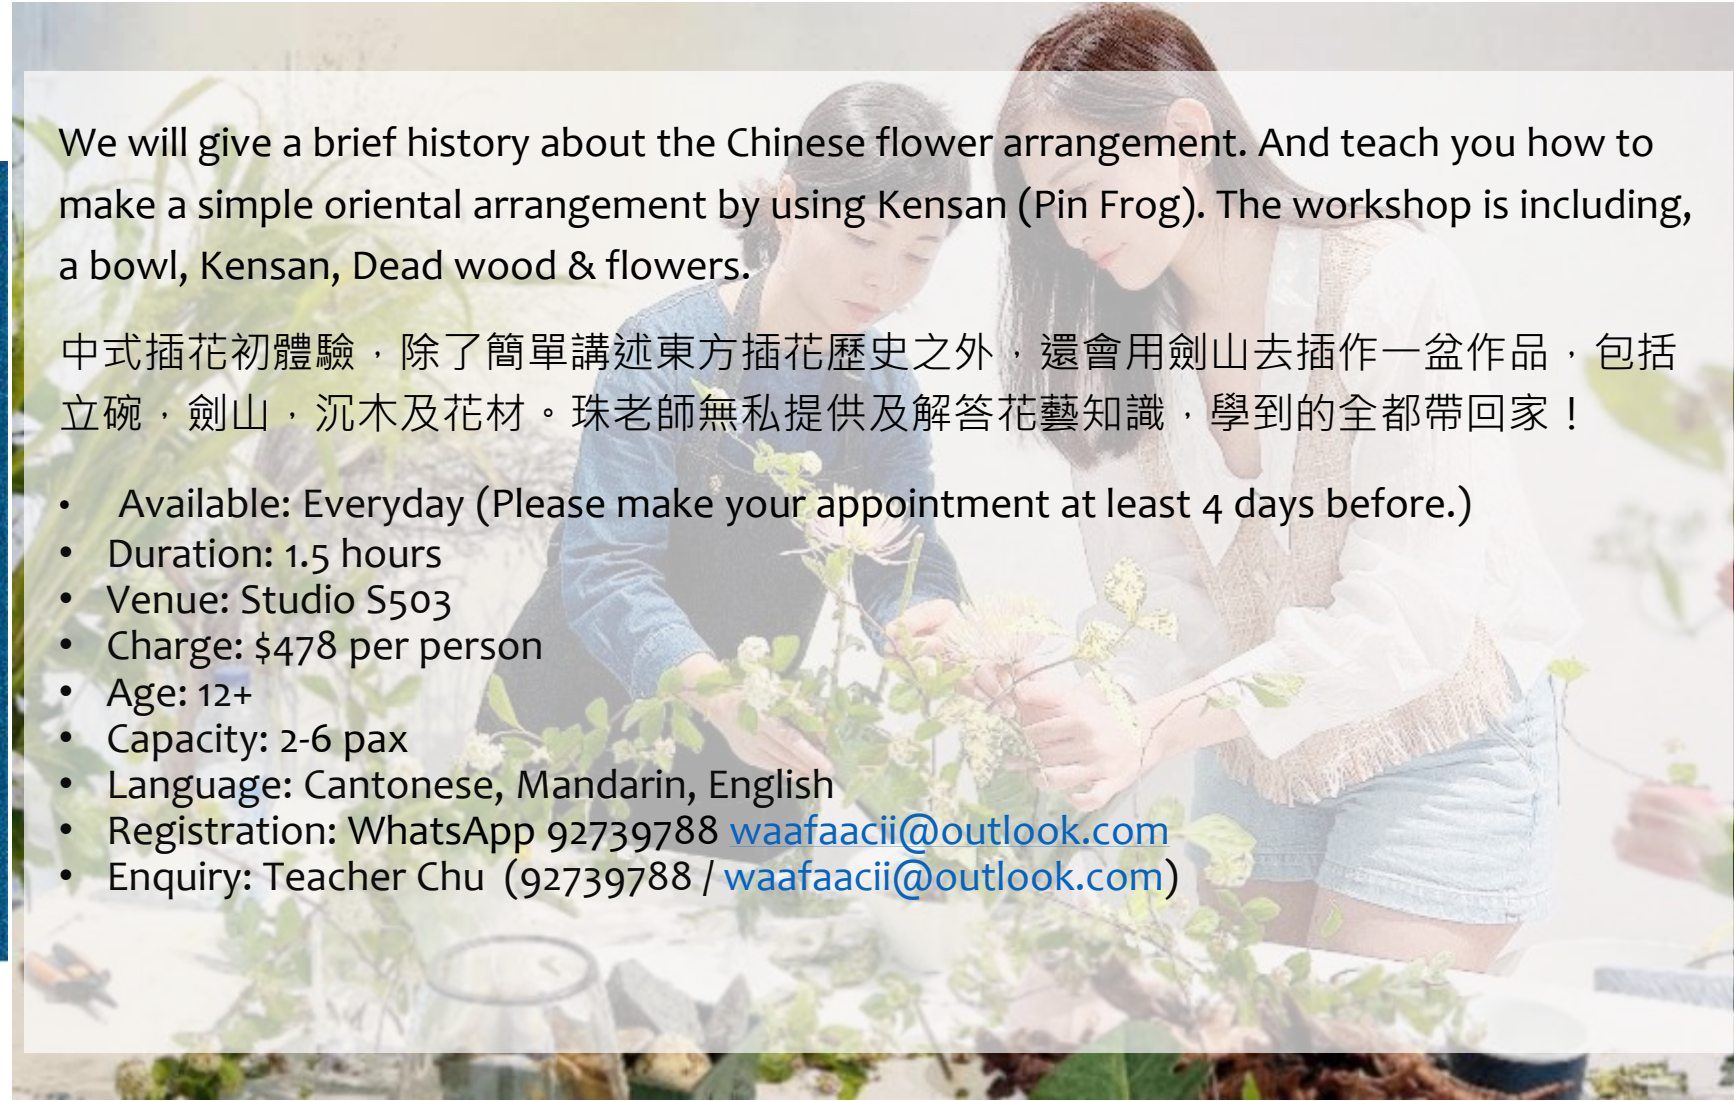 We will give a brief history about the Chinese flower arrangement. And teach you how to
make a simple oriental arrangement by using Kensan (Pin Frog). The workshop is including,
a bowl, Kensan, Dead wood & flowers.
中式插花初體驗，除了簡單講述東方插花歷史之外，還會用劍山去插作一盆作品，包括
立碗，劍山，沉木及花材。珠老師無私提供及解答花藝知識，學到的全都帶回家！
• Available: Everyday (Please make your appointment at least 4 days before.)
• Duration: 1.5 hours
• Venue: Studio S503
• Charge: $478 per person
• Age: 12+
• Capacity: 2-6 pax
• Language: Cantonese, Mandarin, English
• Registration: WhatsApp 92739788 waafaacii@outlook.com
• Enquiry: Teacher Chu (92739788 / waafaacii@outlook.com)